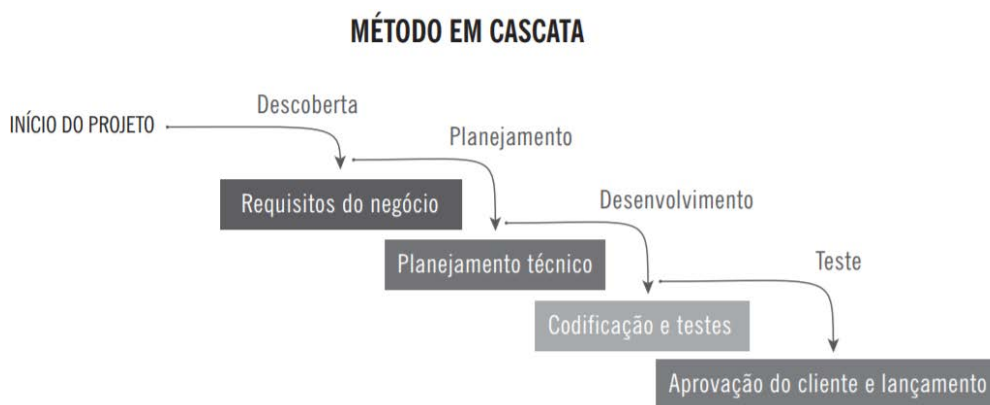 MÉTODO EM CASCATA
INÍCIO DO PROJETO
Descoberta
Requisitos do negócio
Planejamento
Planejamento técnico
Desenvolvimento
Codificação e testes
Teste
Aprovação do cliente e lançamento